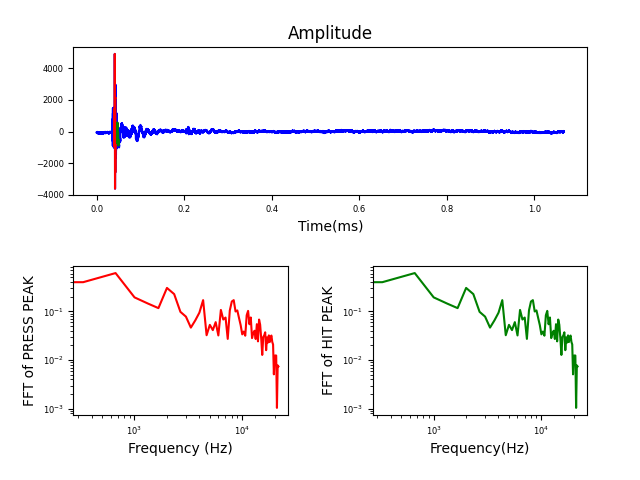 Amplitude
4000
2000
0
−2000
−4000
0.0 0.2 0.4 0.6 0.8 1.0
Time(ms)
FFT of PRESS PEAK
10⁻¹
10⁻²
10⁻³
10³ 10⁴
Frequency (Hz)
FFT of HIT PEAK
10⁻¹
10⁻²
10⁻³
10³ 10⁴
Frequency(Hz)